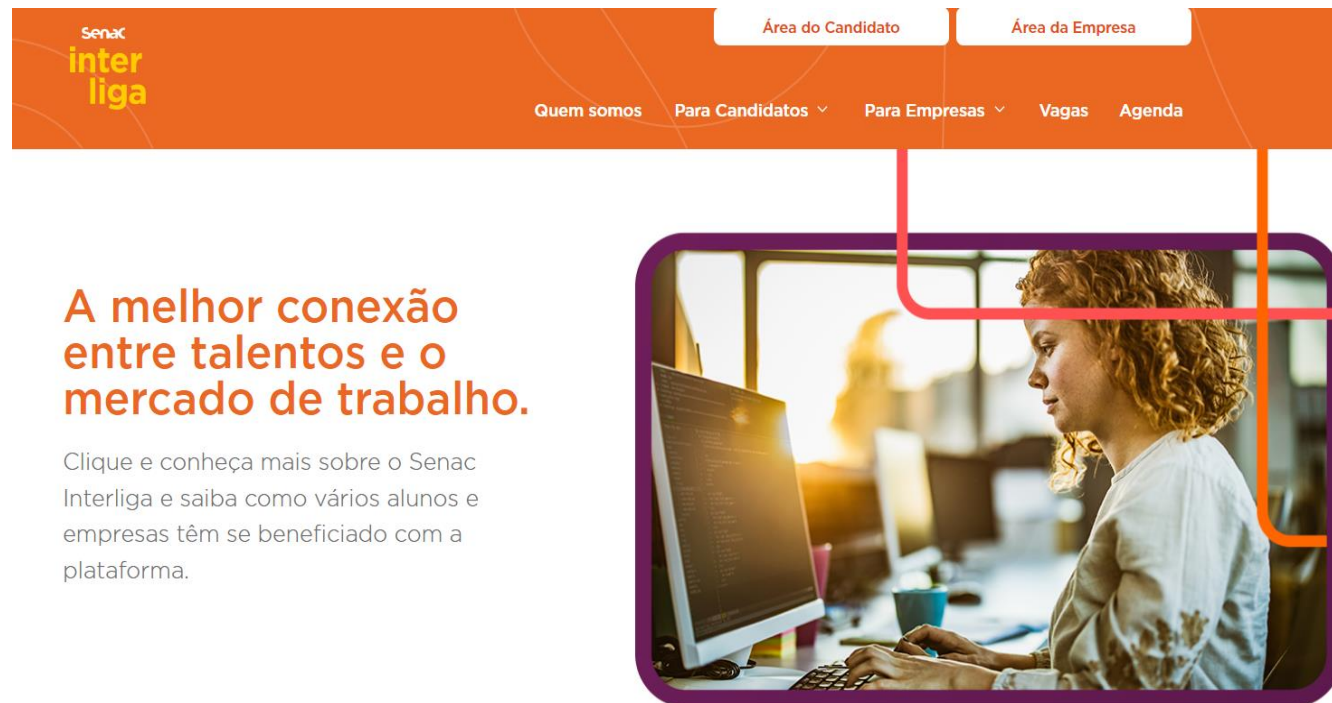 Senac
inter
liga
Área do Candidato
Área da Empresa
Quem somos
Para Candidatos
Para Empresas
Vagas
Agenda
A melhor conexão
entre talentos e o
mercado de trabalho.
Clique e conheça mais sobre o Senac
Interliga e saiba como vários alunos e
empresas têm se beneficiado com a
plataforma.